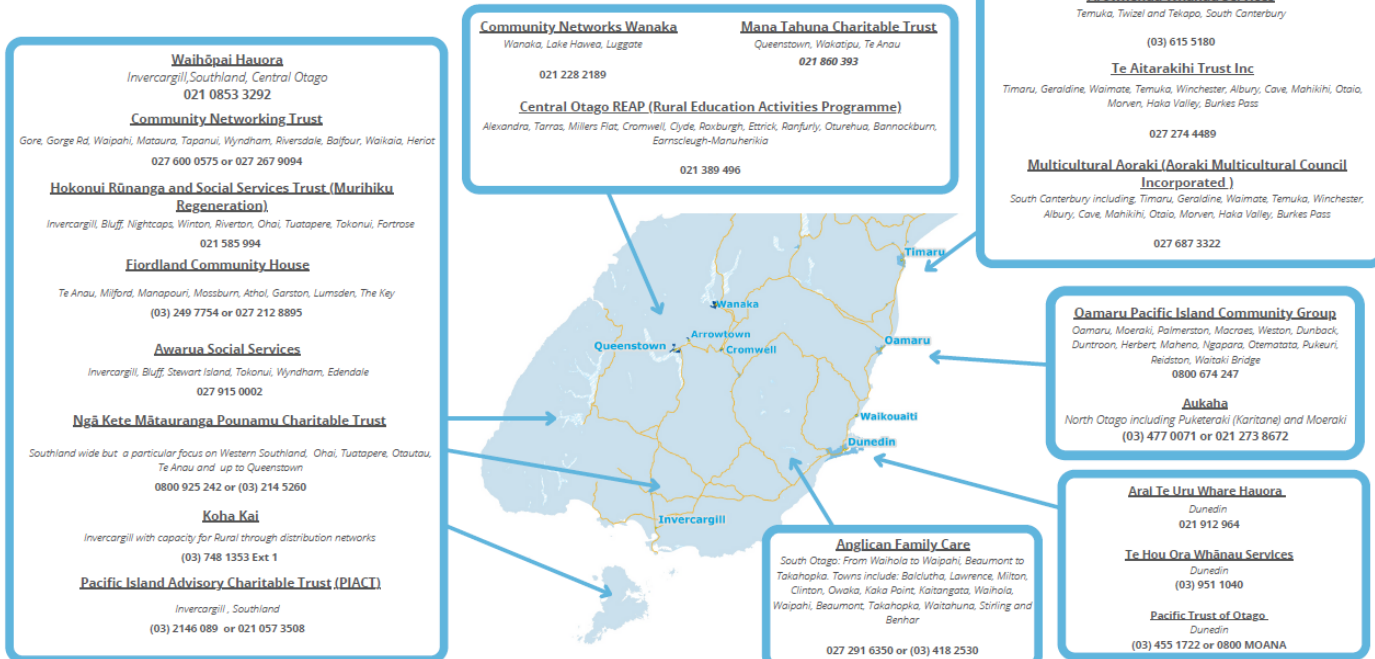 Waihōpai Hauora
Invercargill,Southland, Central Otago
021 0853 3292
Community Networking Trust
Gore, Gorge Rd, Waipahi, Mataura, Tapanui, Wyndham, Riversdale, Balfour, Waikaia, Heriot
027 600 0575 or 027 267 9094
Hokonui Rūnanga and Social Services Trust (Murihiku
Regeneration)
Invercargill, Bluff, Nightcaps, Winton, Riverton, Ohai, Tuatapere, Tokonui, Fortrose
021 585 994
Fiordland Community House
Te Anau, Milford, Manapouri, Mossburn, Athol, Garston, Lumsden, The Key
(03) 249 7754 or 027 212 8895
Awarua Social Services
Invercargill, Bluff, Stewart Island, Tokonui, Wyndham, Edendale
027 915 0002
Ngā Kete Mātauranga Pounamu Charitable Trust
Southland wide but a particular focus on Western Southland, Ohai, Tuatapere, Otautau,
Te Anau and up to Queenstown
0800 925 242 or (03) 214 5260
Koha Kai
Invercargill with capacity for Rural through distribution networks
(03) 748 1353 Ext 1
Pacific Island Advisory Charitable Trust (PIACT)
Invercargill , Southland
(03) 2146 089 or 021 057 3508
Community Networks Wanaka
Wanaka, Lake Hawea, Luggate
021 228 2189
Mana Tahuna Charitable Trust
Queenstown, Wakatipu, Te Anau
021 860 393
Central Otago REAP (Rural Education Activities Programme)
Alexandra, Tarras, Millers Flat, Cromwell, Clyde, Roxburgh, Ettrick, Ranfurly, Oturehua, Bannockburn,
Earnscleugh-Manuherikia
021 389 496
Temuka, Twizel and Tekapo, South Canterbury
(03) 615 5180
Te Aitarakihi Trust Inc
Timaru, Geraldine, Waimate, Temuka, Winchester, Albury, Cave, Mahikihi, Otaio,
Morven, Haka Valley, Burkes Pass
027 274 4489
Multicultural Aoraki (Aoraki Multicultural Council
Incorporated )
South Canterbury including, Timaru, Geraldine, Waimate, Temuka, Winchester,
Albury, Cave, Mahikihi, Otaio, Morven, Haka Valley, Burkes Pass
027 687 3322
Timaru
Wanaka
Arrowtown
Queenstown
Cromwell
Oamaru
Waikouaiti
Dunedin
Invercargill
Oamaru Pacific Island Community Group
Oamaru, Moeraki, Palmerston, Macraes, Weston, Dunback,
Duntroon, Herbert, Maheno, Ngapara, Otematata, Pukeuri,
Reidston, Waitaki Bridge
0800 674 247
Aukaha
North Otago including Puketeraki (Karitane) and Moeraki
(03) 477 0071 or 021 273 8672
Arai Te Uru Whare Hauora
Dunedin
021 912 964
Te Hou Ora Whānau Services
Dunedin
(03) 951 1040
Pacific Trust of Otago
Dunedin
(03) 455 1722 or 0800 MOANA
Anglican Family Care
South Otago: From Waihola to Waipahi, Beaumont to
Takahopka. Towns include: Balclutha, Lawrence, Milton,
Clinton, Owaka, Kaka Point, Kaitangata, Waihola,
Waipahi, Beaumont, Takahopka, Waitahuna, Stirling and
Benhar
027 291 6350 or (03) 418 2530